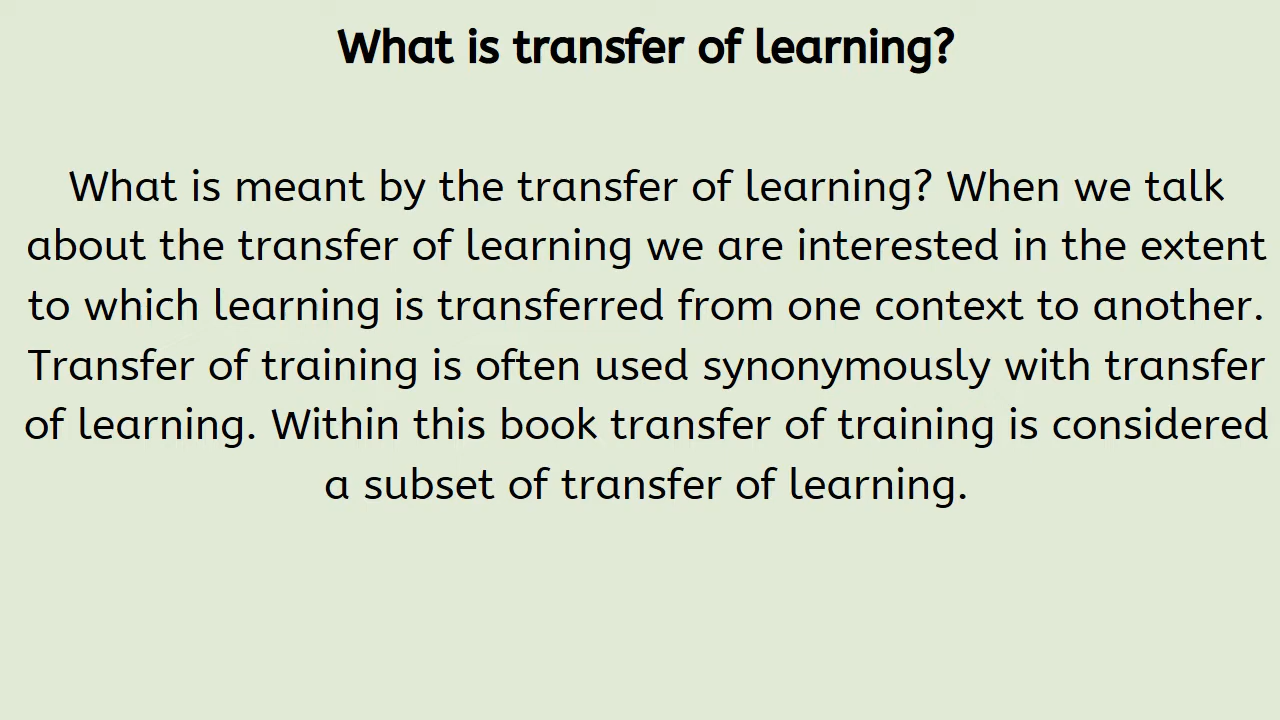 What is transfer of learning?
What is meant by the transfer of learning? When we talk
about the transfer of learning we are interested in the extent
to which learning is transferred from one context to another.
Transfer of training is often used synonymously with transfer
of learning. Within this book transfer of training is considered
a subset of transfer of learning.